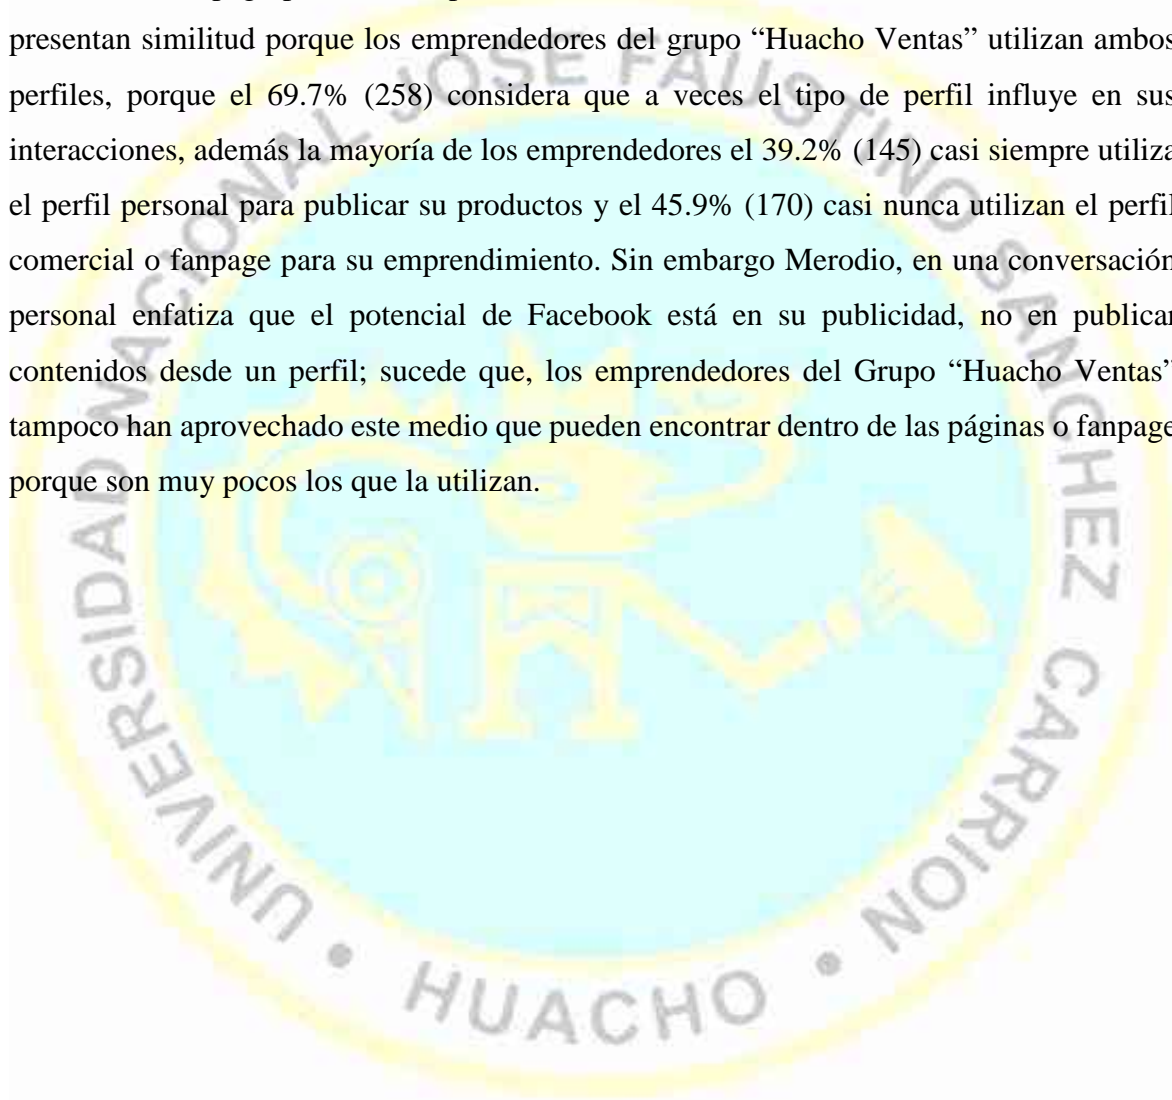 presentan similitud porque los emprendedores del grupo “Huacho Ventas” utilizan ambos
perfiles, porque el 69.7% (258) considera que a veces el tipo de perfil influye en sus
interacciones, además la mayoría de los emprendedores el 39.2% (145) casi siempre utiliza
el perfil personal para publicar su productos y el 45.9% (170) casi nunca utilizan el perfil
comercial o fanpage para su emprendimiento. Sin embargo Merodio, en una conversación
personal enfatiza que el potencial de Facebook está en su publicidad, no en publicar
contenidos desde un perfil; sucede que, los emprendedores del Grupo “Huacho Ventas”
tampoco han aprovechado este medio que pueden encontrar dentro de las páginas o fanpage
porque son muy pocos los que la utilizan.
UNIVERSIDAD NACIONAL JOSE FAUSTINO SANCHEZ CARRION • HUACHO •